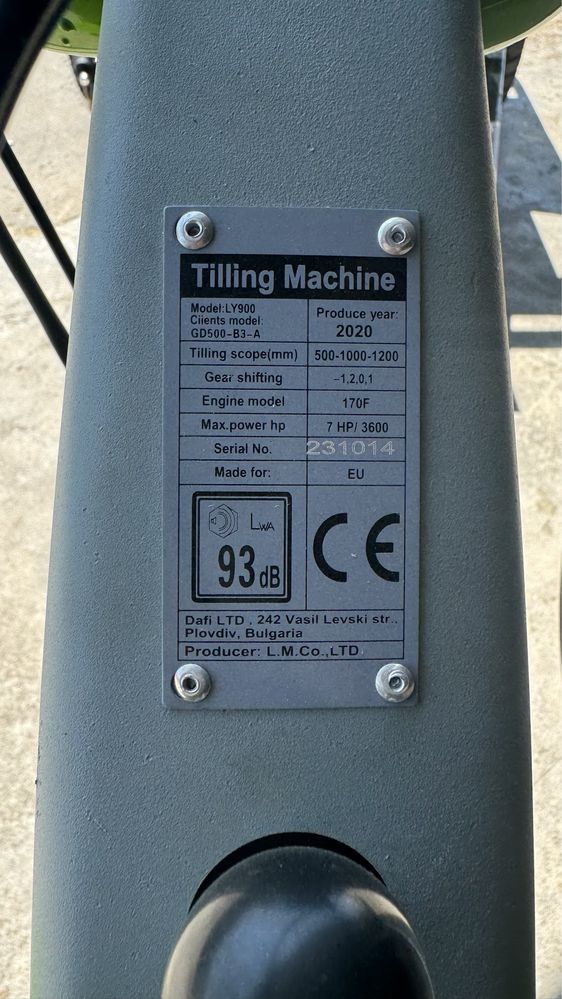 Tilling Machine
Model:LY900
Ciients model:
GD500-B3-A
Produce year:
2020
Tilling scope(mm) 500-1000-1200
Gear shifting -1,2,0,1
Engine model 170F
Max.power hp 7 HP/ 3600
Serial No. 231014
Made for: EU
LWA
93 dB
CE
Dafi LTD , 242 Vasil Levski str.,
Plovdiv, Bulgaria
Producer: L.M.Co.,LTD